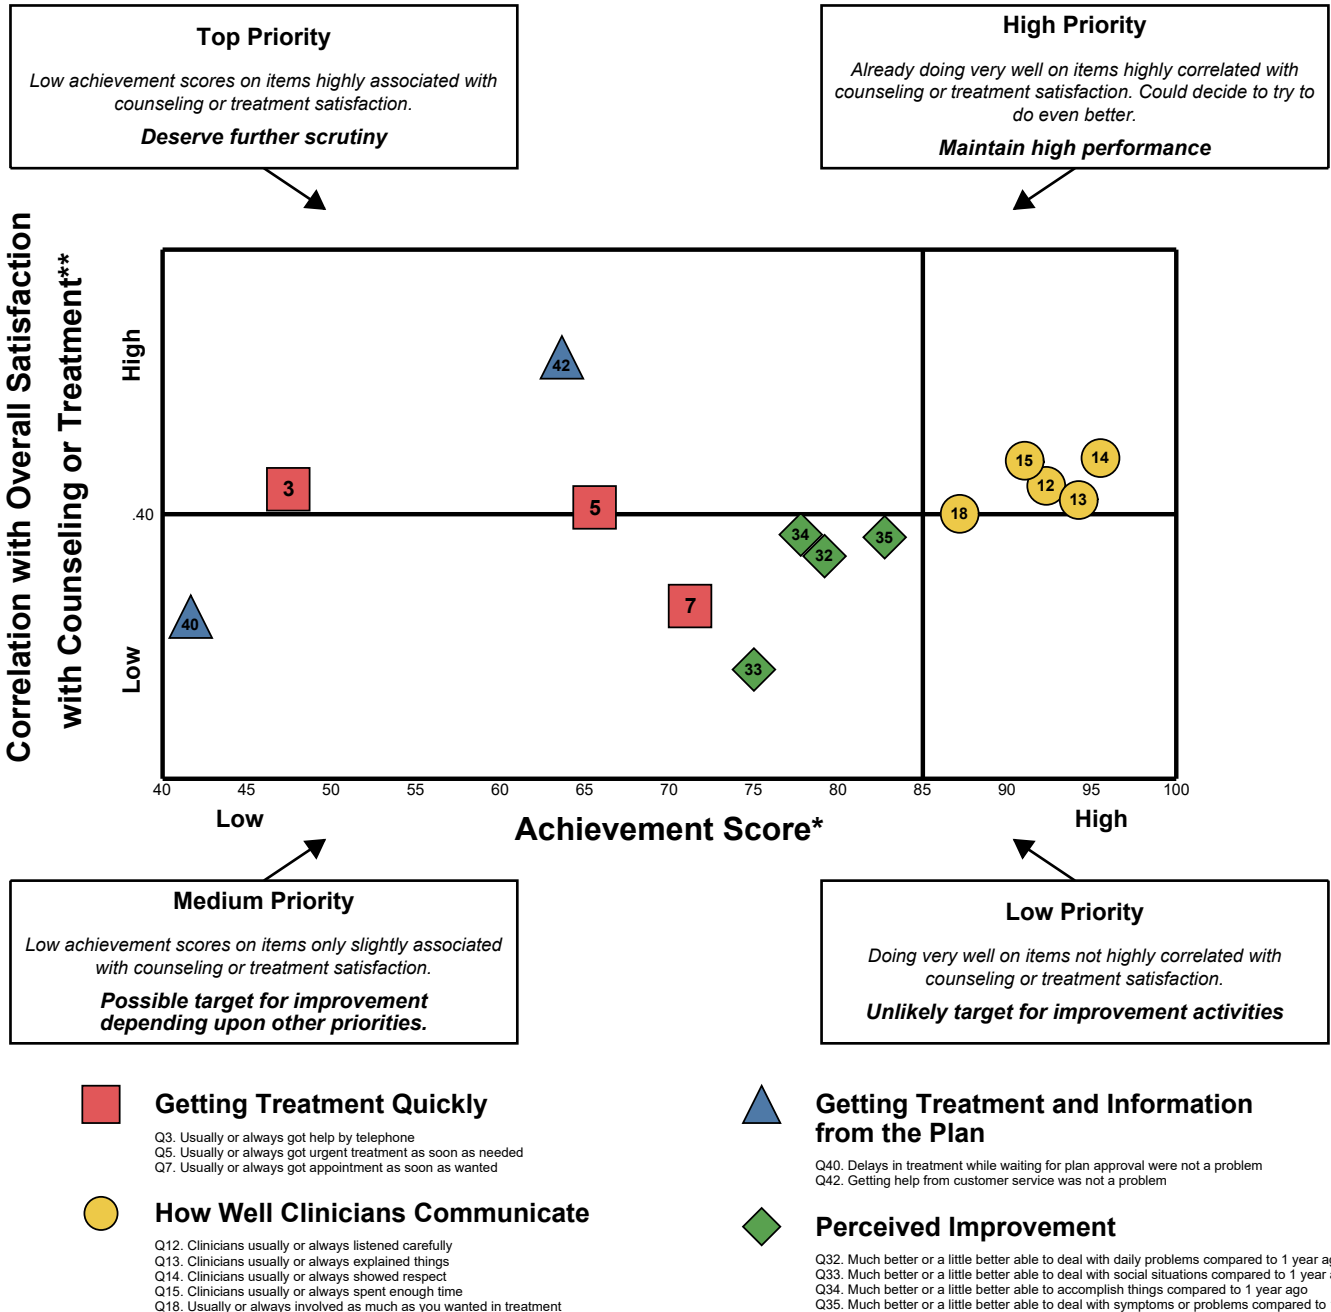 Top Priority
Low achievement scores on items highly associated with
counseling or treatment satisfaction.
Deserve further scrutiny
High Priority
Already doing very well on items highly correlated with
counseling or treatment satisfaction. Could decide to try to
do even better.
Maintain high performance
Correlation with Overall Satisfaction
with Counseling or Treatment**
High
.40
Low
42
3
5
15
14
12
13
18
34
32
35
7
40
33
40
45
50
55
60
65
70
75
80
85
90
95
100
Low
Achievement Score*
High
Medium Priority
Low achievement scores on items only slightly associated
with counseling or treatment satisfaction.
Possible target for improvement
depending upon other priorities.
Low Priority
Doing very well on items not highly correlated with
counseling or treatment satisfaction.
Unlikely target for improvement activities
Getting Treatment Quickly
Q3. Usually or always got help by telephone
Q5. Usually or always got urgent treatment as soon as needed
Q7. Usually or always got appointment as soon as wanted
How Well Clinicians Communicate
Q12. Clinicians usually or always listened carefully
Q13. Clinicians usually or always explained things
Q14. Clinicians usually or always showed respect
Q15. Clinicians usually or always spent enough time
Q18. Usually or always involved as much as you wanted in treatment
Getting Treatment and Information
from the Plan
Q40. Delays in treatment while waiting for plan approval were not a problem
Q42. Getting help from customer service was not a problem
Perceived Improvement
Q32. Much better or a little better able to deal with daily problems compared to 1 year
Q33. Much better or a little better able to deal with social situations compared to 1 year
Q34. Much better or a little better able to accomplish things compared to 1 year ago
Q35. Much better or a little better able to deal with symptoms or problems compared to